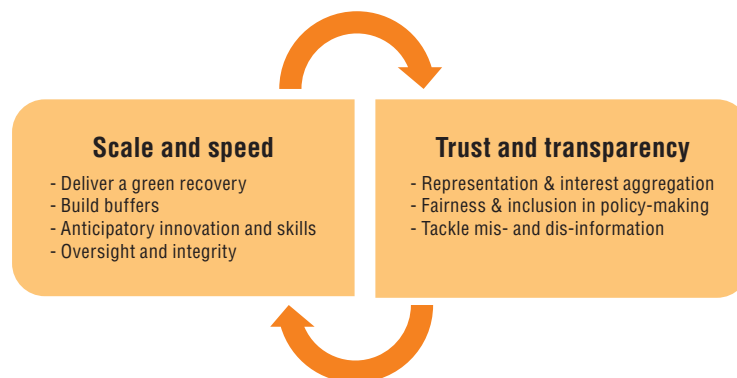 Scale and speed
- Deliver a green recovery
- Build buffers
- Anticipatory innovation and skills
- Oversight and integrity
Trust and transparency
- Representation & interest aggregation
- Fairness & inclusion in policy-making
- Tackle mis- and dis-information